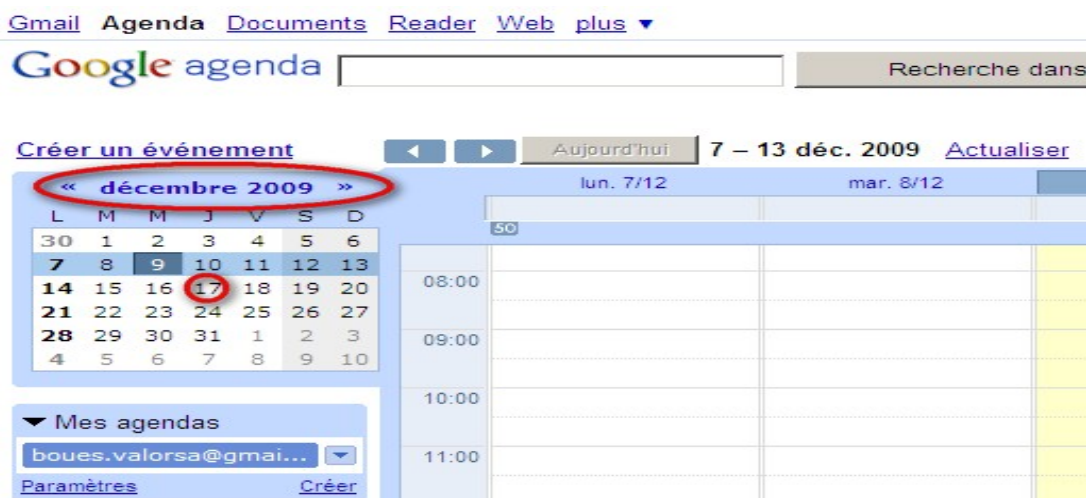 Gmail Agenda Documents Reader Web plus ▼
Google agenda Recherche dans
Créer un événement Aujourd'hui 7 – 13 déc. 2009 Actualiser
« décembre 2009 » lun. 7/12 mar. 8/12
L M M J V S D
50
30 1 2 3 4 5 6
7 8 9 10 11 12 13
14 15 16 17 18 19 20 08:00
21 22 23 24 25 26 27
28 29 30 31 1 2 3 09:00
4 5 6 7 8 9 10
10:00
Mes agendas
boues.valorsa@gmai... 11:00
Paramètres Créer